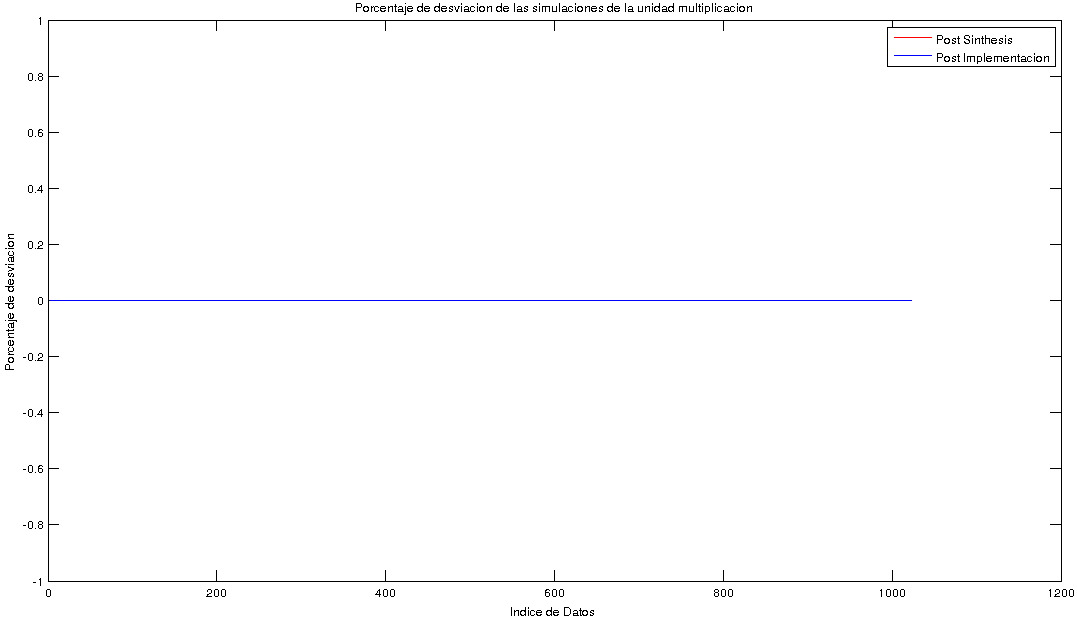 Porcentaje de desviacion de las simulaciones de la unidad multiplicacion
Post Sinthesis
Post Implementacion
Porcentaje de desviacion
1
0.8
0.6
0.4
0.2
0
-0.2
-0.4
-0.6
-0.8
-1
0 200 400 600 800 1000 1200
Indice de Datos